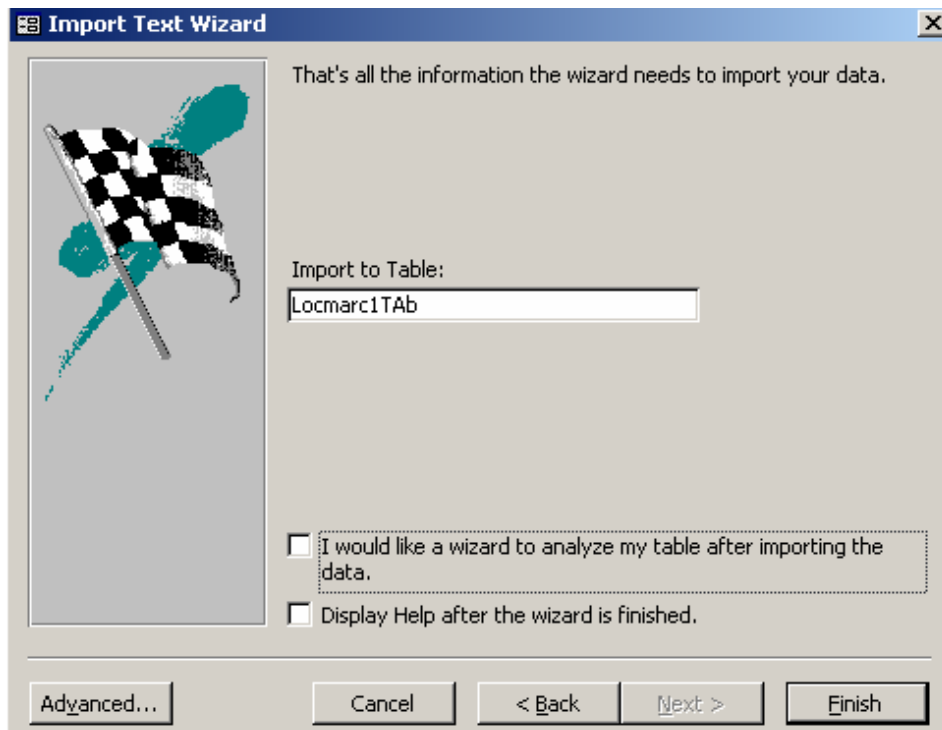 Import Text Wizard
That's all the information the wizard needs to import your data.
Import to Table:
Locmarc1TAb
I would like a wizard to analyze my table after importing the
data.
Display Help after the wizard is finished.
Advanced... Cancel < Back Next > Finish